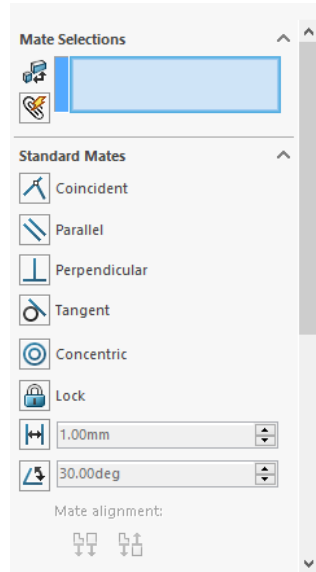 Mate Selections
Standard Mates
Coincident
Parallel
Perpendicular
Tangent
Concentric
Lock
1.00mm
30.00deg
Mate alignment: